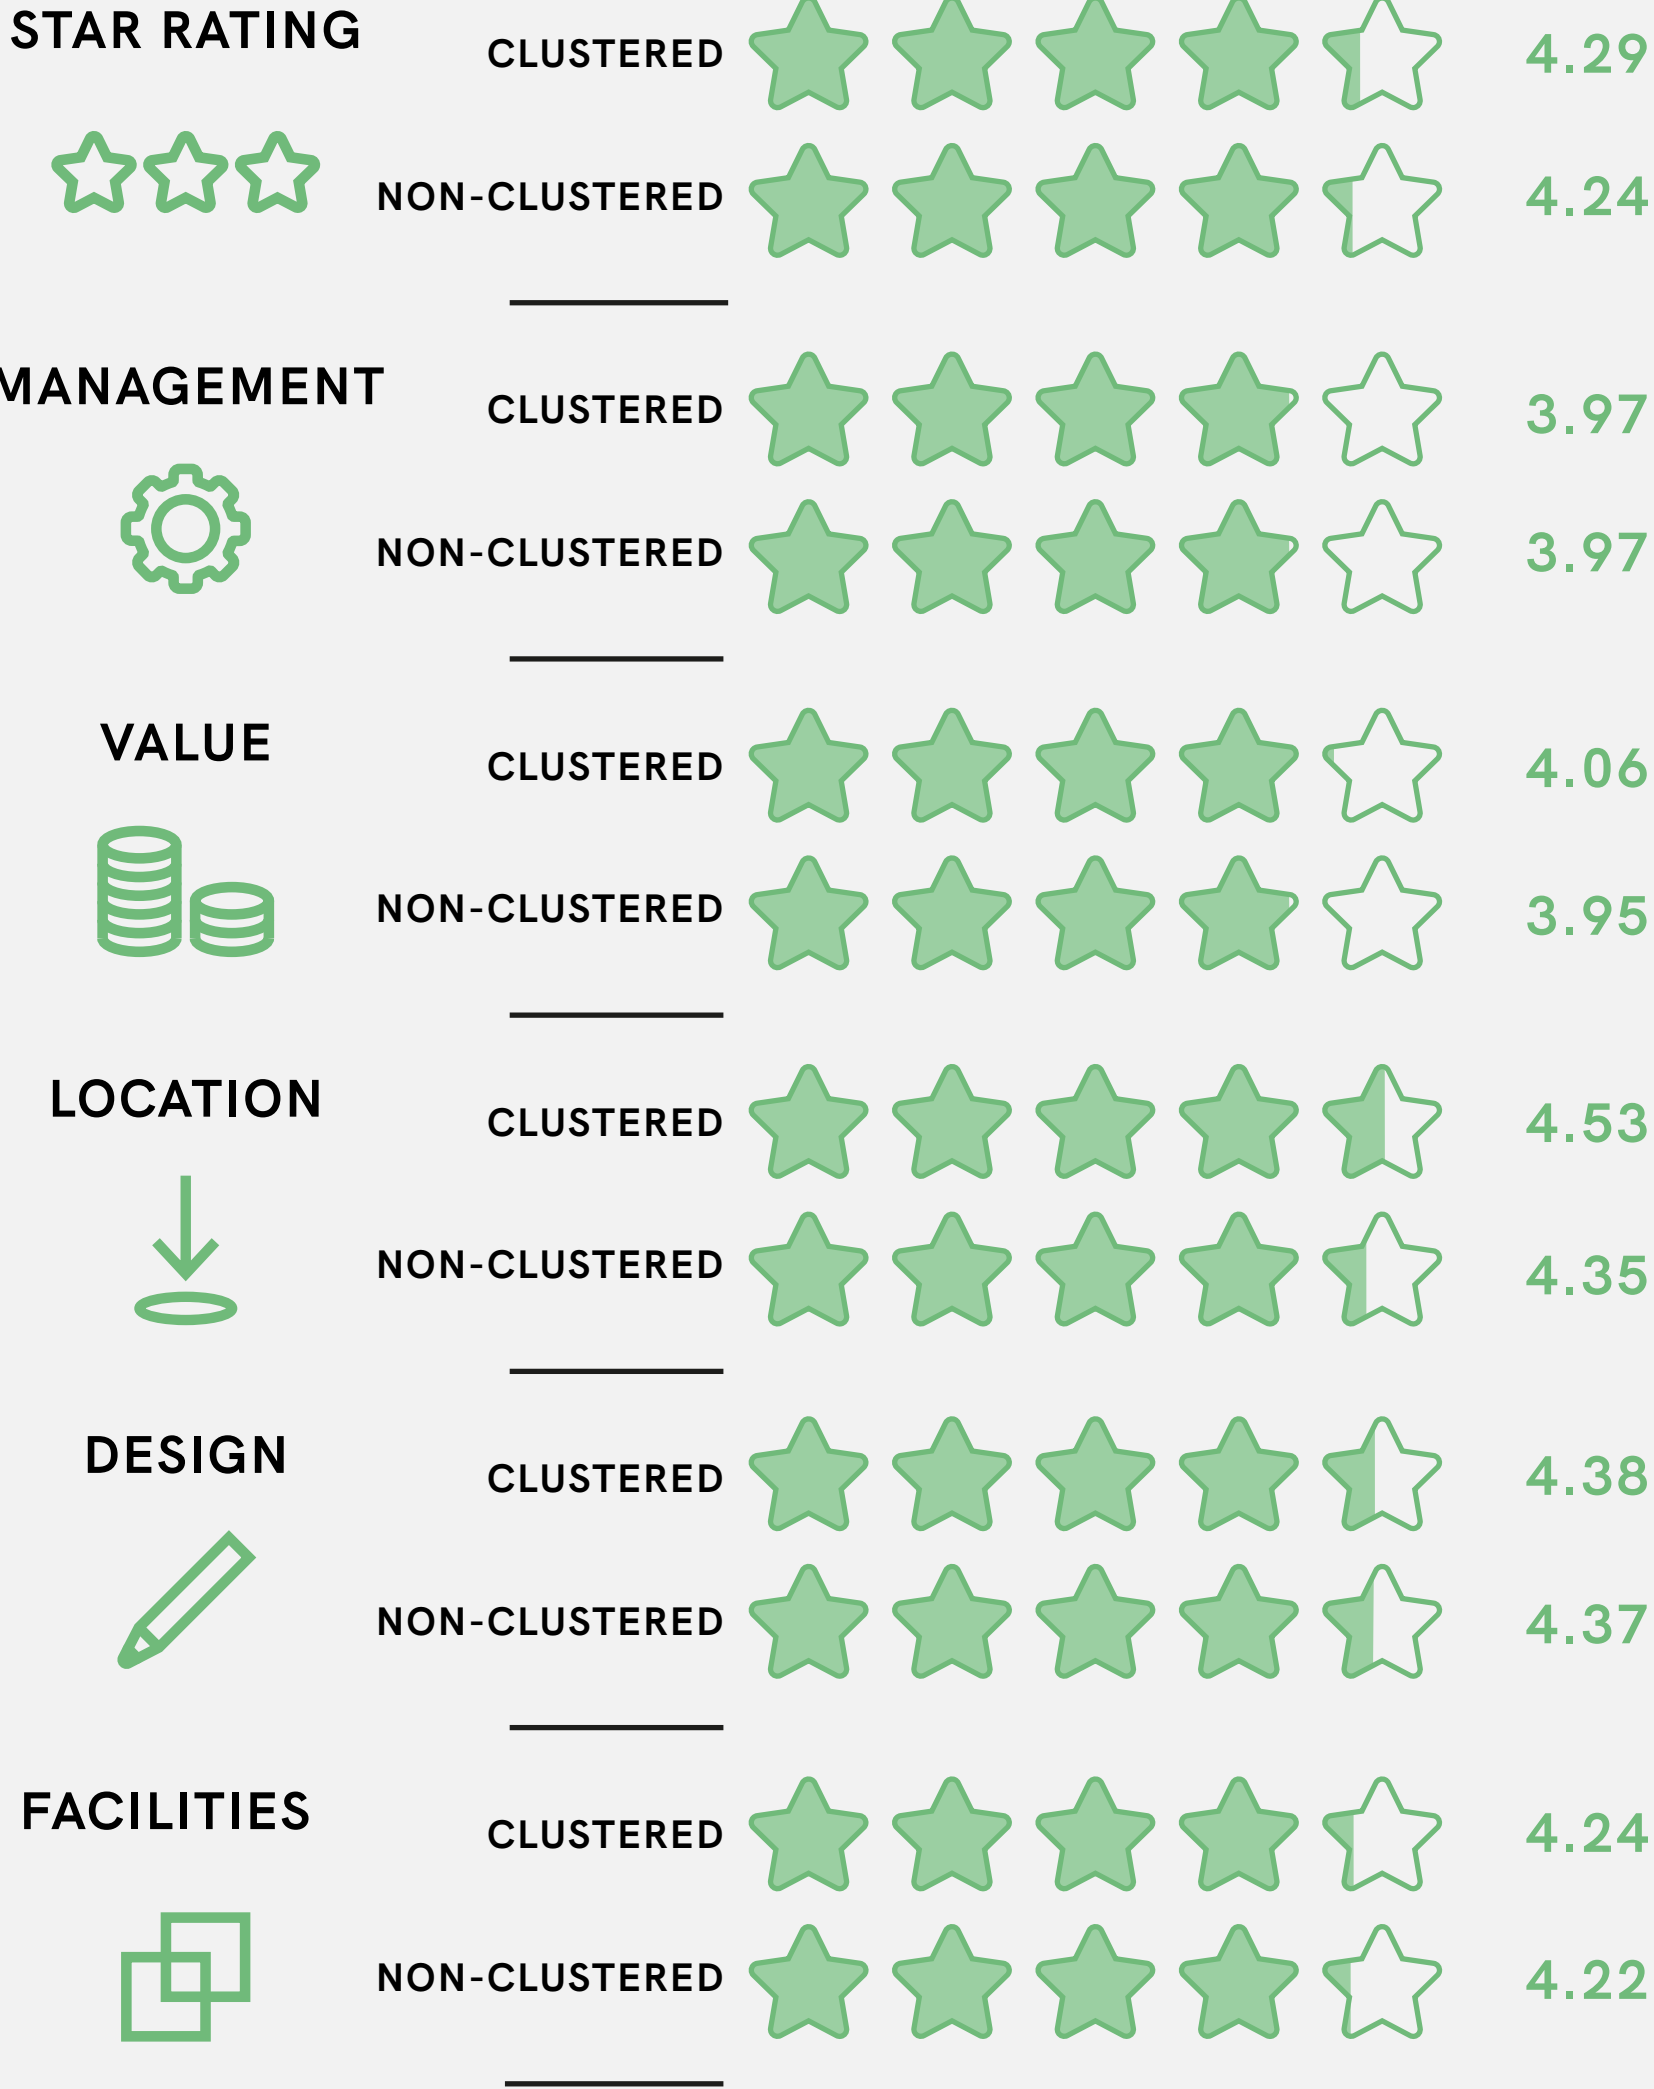 STAR RATING
CLUSTERED 4.29
NON-CLUSTERED 4.24
MANAGEMENT
CLUSTERED 3.97
NON-CLUSTERED 3.97
VALUE
CLUSTERED 4.06
NON-CLUSTERED 3.95
LOCATION
CLUSTERED 4.53
NON-CLUSTERED 4.35
DESIGN
CLUSTERED 4.38
NON-CLUSTERED 4.37
FACILITIES
CLUSTERED 4.24
NON-CLUSTERED 4.22